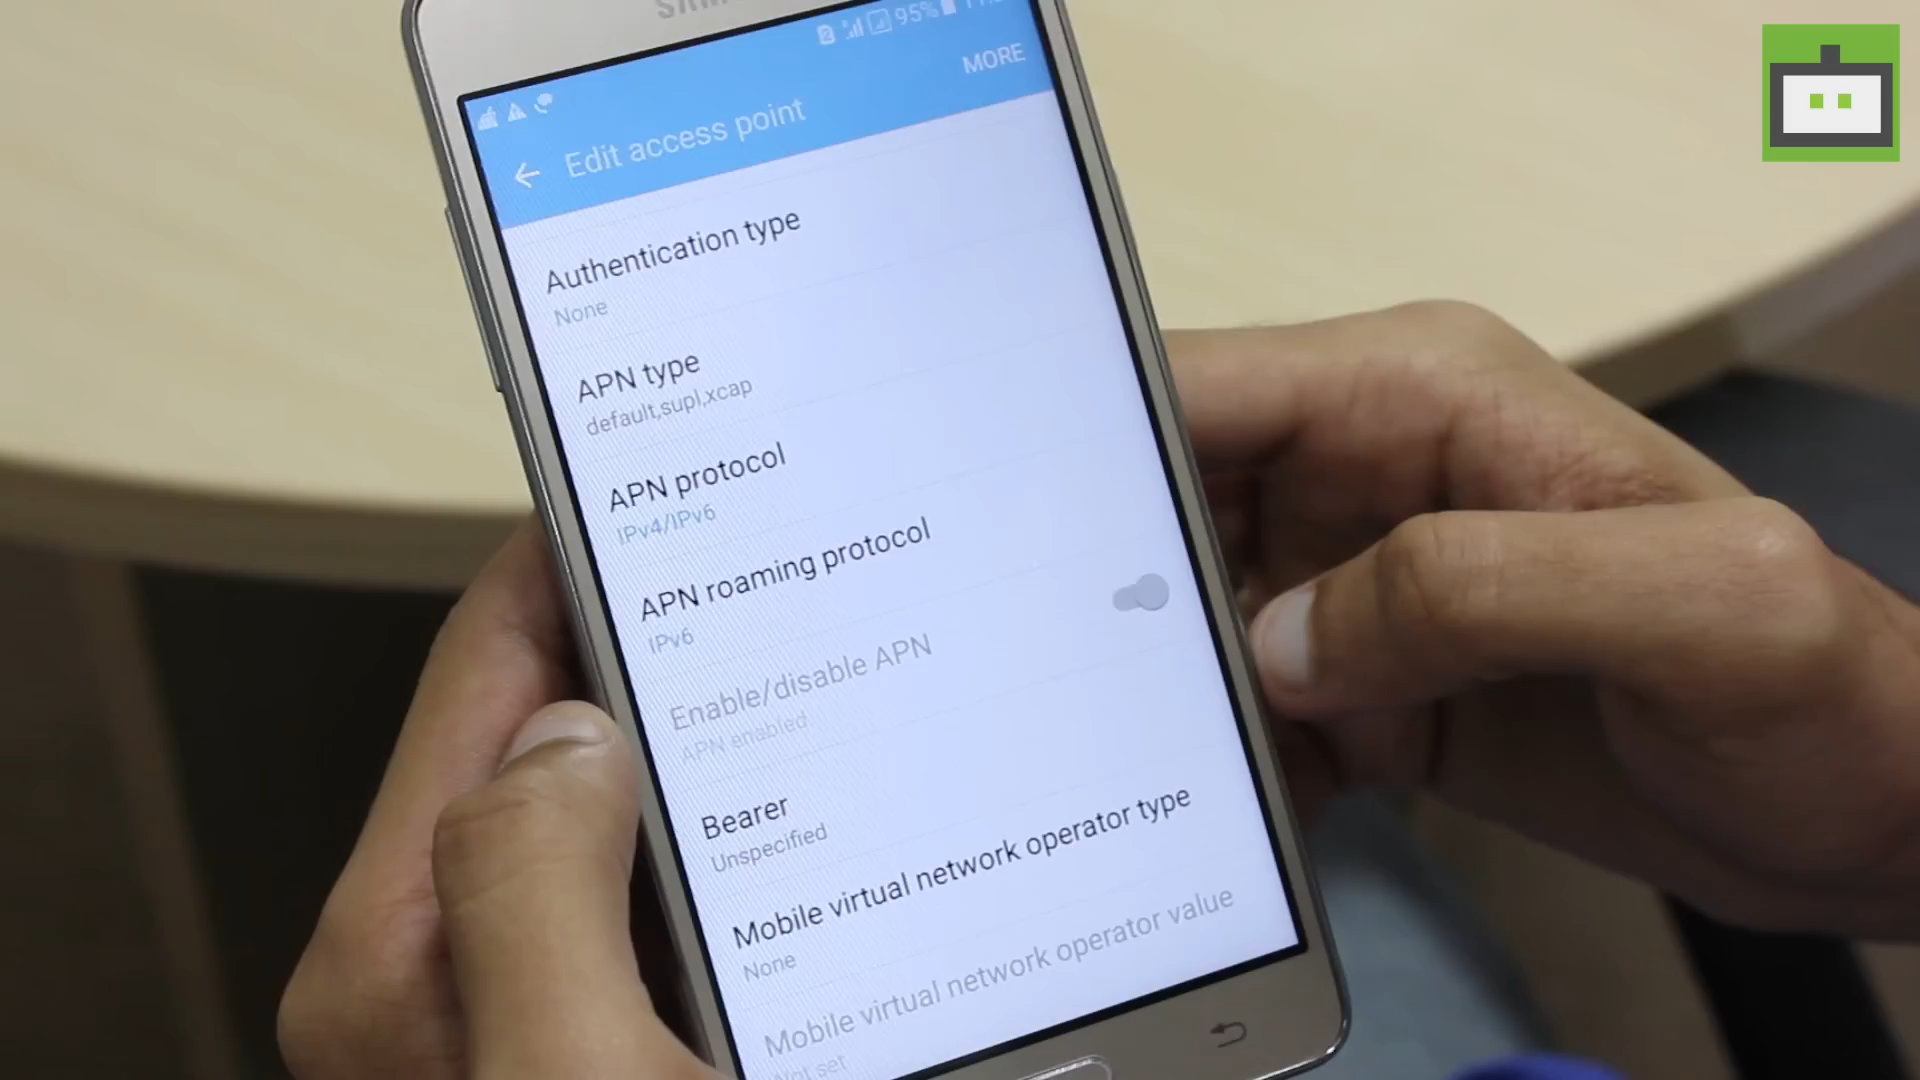 95%
MORE
Edit access point
Authentication type
None
APN type
default,supl,xcap
APN protocol
IPv4/IPv6
APN roaming protocol
IPv6
Enable/disable APN
APN enabled
Bearer
Unspecified
Mobile virtual network operator type
None
Mobile virtual network operator value
Not set